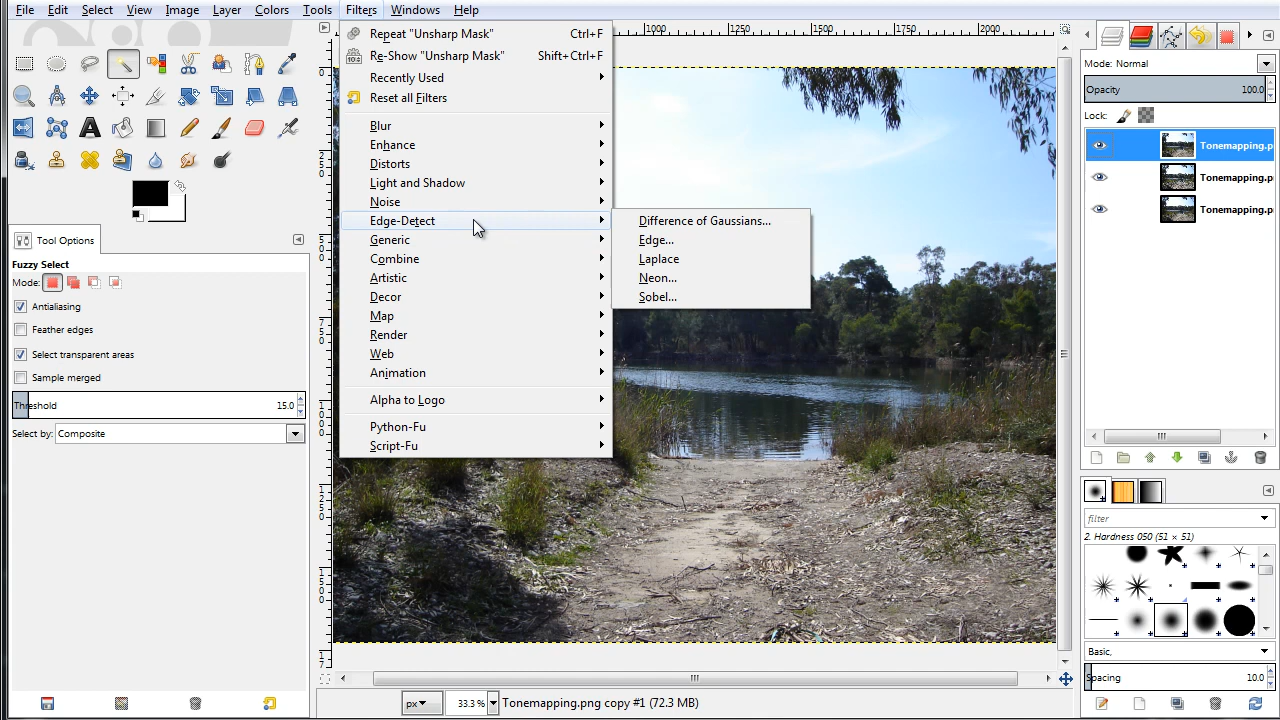 File Edit Select View Image Layer Colors Tools Filters Windows Help
Repeat "Unsharp Mask" Ctrl+F
Re-Show "Unsharp Mask" Shift+Ctrl+F
Recently Used
Reset all Filters
Blur
Enhance
Distorts
Light and Shadow
Noise
Edge-Detect
Generic
Combine
Artistic
Decor
Map
Render
Web
Animation
Alpha to Logo
Python-Fu
Script-Fu
Difference of Gaussians...
Edge...
Laplace
Neon...
Sobel...
Tool Options
Fuzzy Select
Mode:
Antialiasing
Feather edges
Select transparent areas
Sample merged
Threshold 15.0
Select by: Composite
1000 1250 1500 1750 2000
px 33.3 % Tonemapping.png copy #1 (72.3 MB)
Mode: Normal
Opacity 100.0
Lock:
Tonemapping.p
Tonemapping.p
Tonemapping.p
filter
2. Hardness 050 (51 × 51)
Basic,
Spacing 10.0